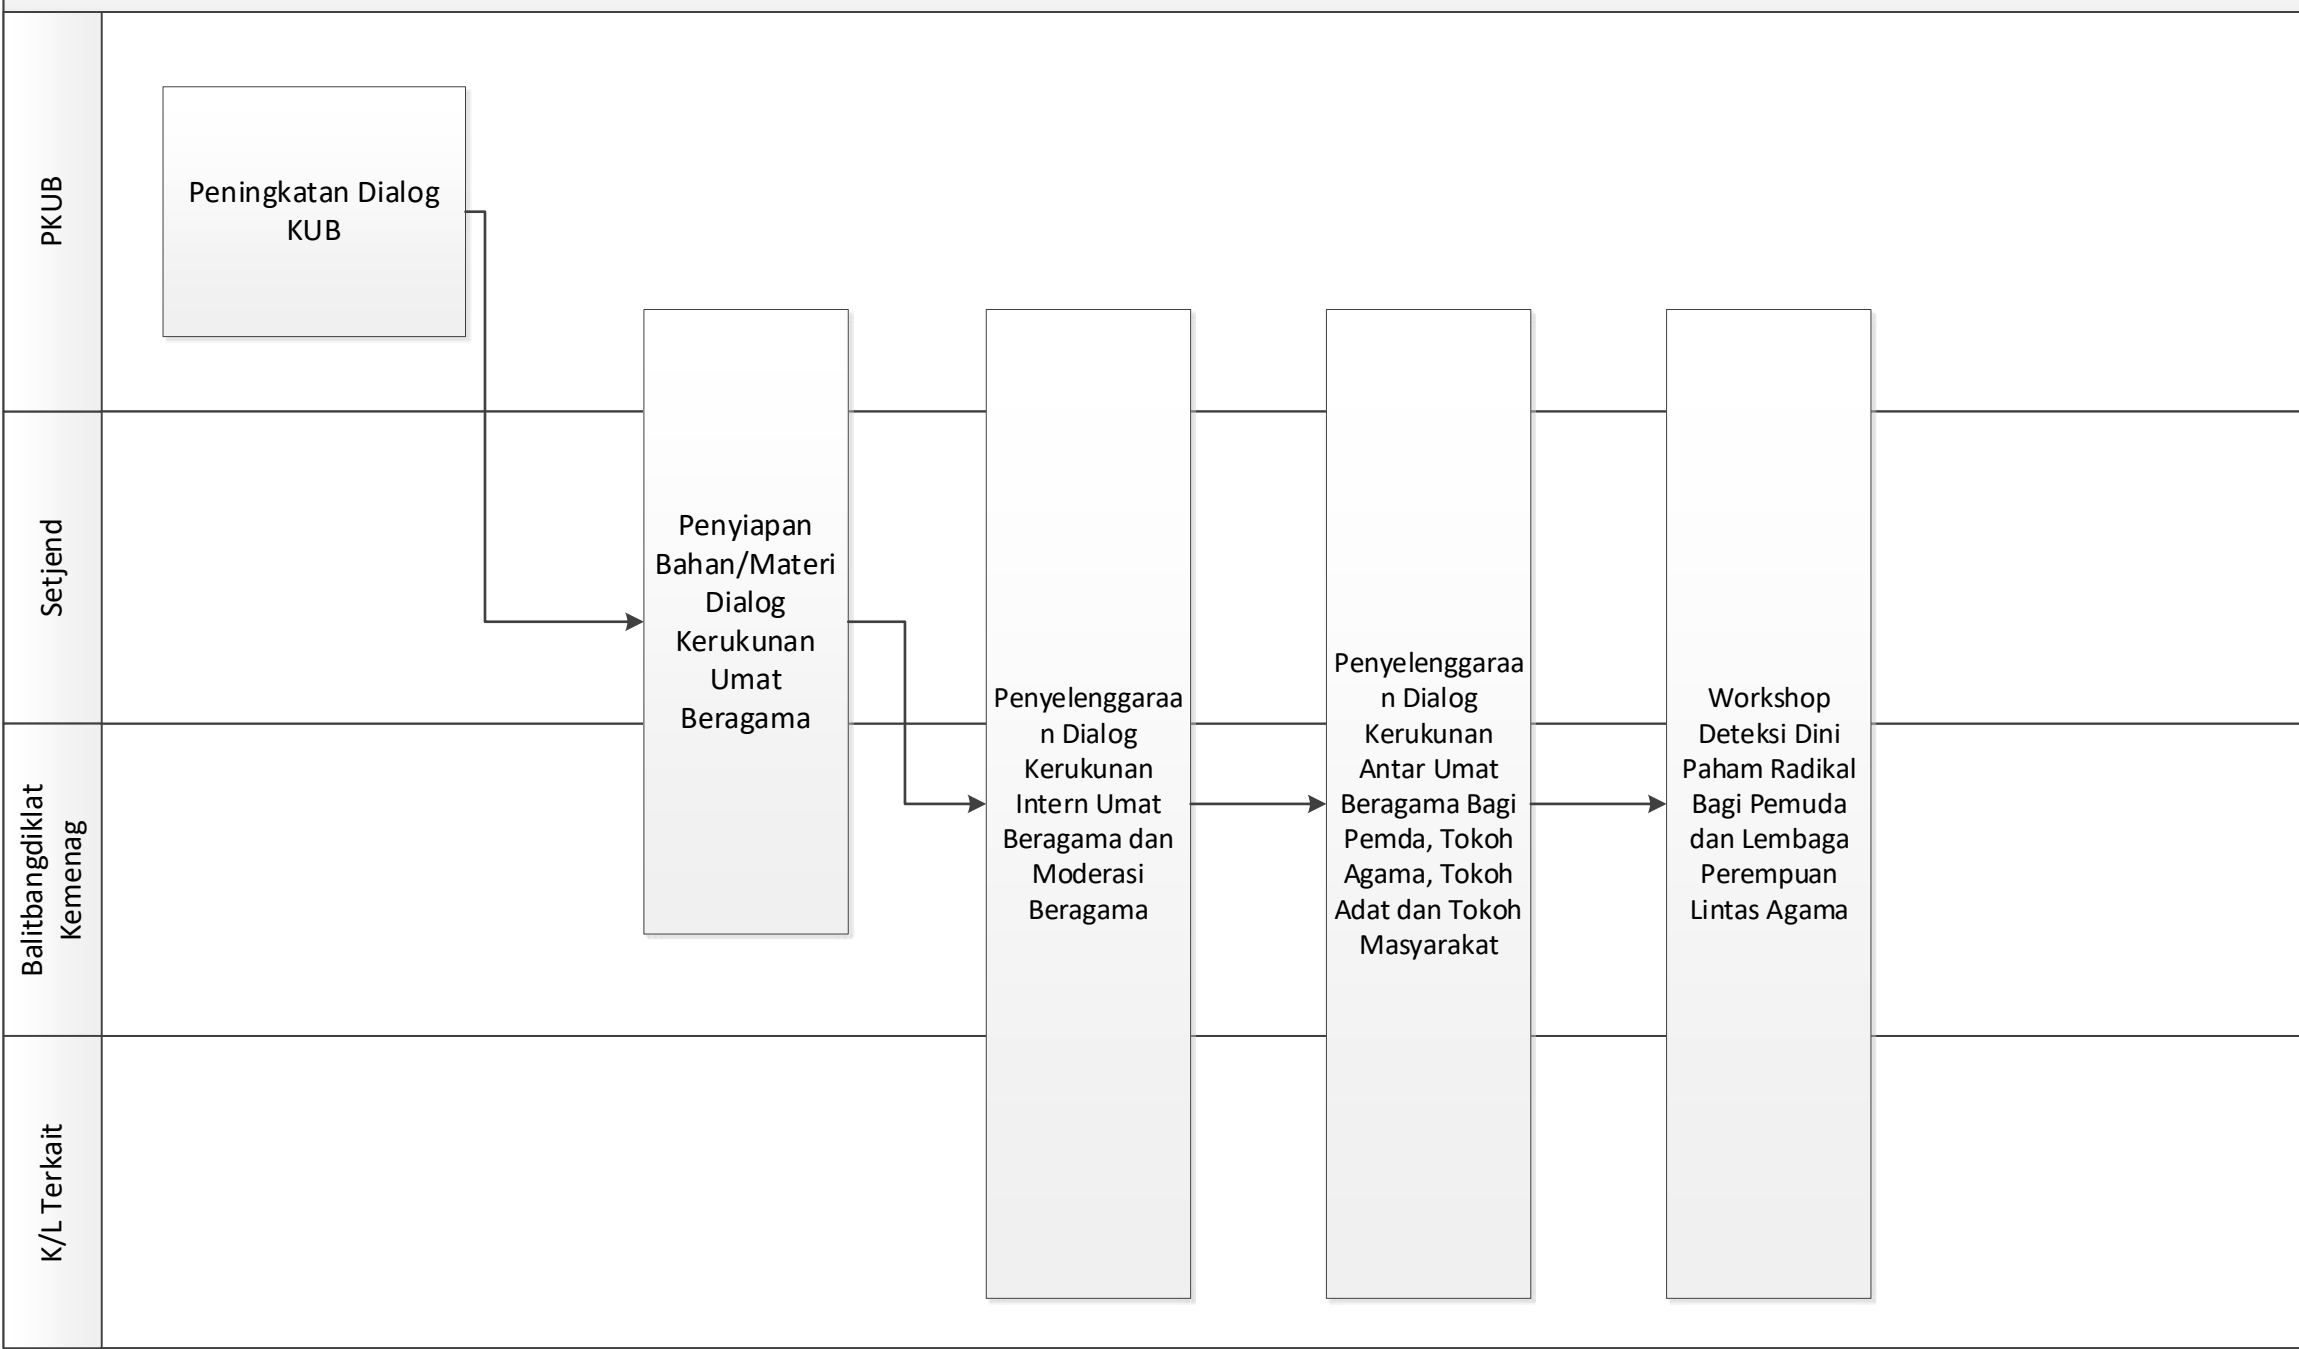 PKUB
Peningkatan Dialog
KUB
Setjend
Penyiapan
Bahan/Materi
Dialog
Kerukunan
Umat
Beragama
Balitbangdiklat
Kemenag
Penyelenggaraa
n Dialog
Kerukunan
Intern Umat
Beragama dan
Moderasi
Beragama
Penyelenggaraa
n Dialog
Kerukunan
Antar Umat
Beragama Bagi
Pemda, Tokoh
Agama, Tokoh
Adat dan Tokoh
Masyarakat
Workshop
Deteksi Dini
Paham Radikal
Bagi Pemuda
dan Lembaga
Perempuan
Lintas Agama
K/L Terkait